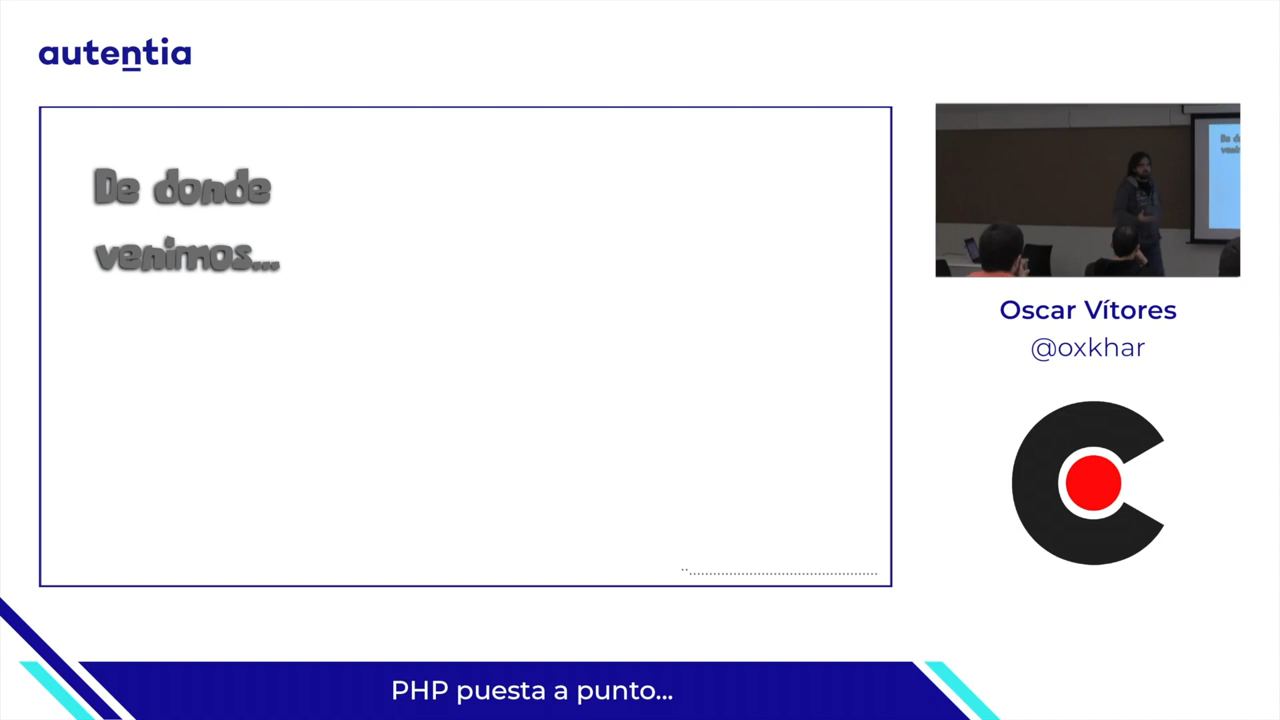 autentia
De donde
venimos...
Oscar Vítores
@oxkhar
PHP puesta a punto...